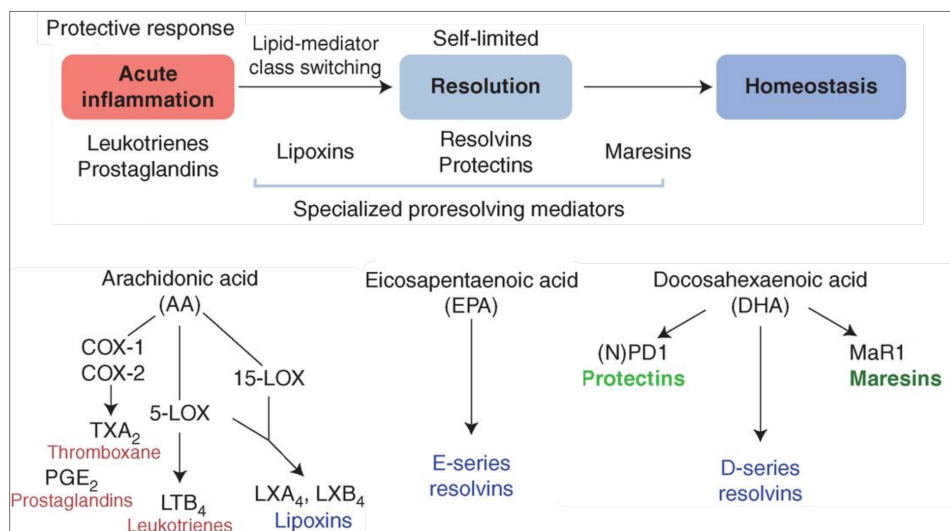 Protective response
Acute
inflammation
Lipid-mediator
class switching
Self-limited
Resolution
Homeostasis
Leukotrienes
Prostaglandins
Lipoxins
Resolvins
Protectins
Maresins
Specialized proresolving mediators
Arachidonic acid
(AA)
COX-1
COX-2
15-LOX
5-LOX
TXA₂
Thromboxane
PGE₂
Prostaglandins
LTB₄
Leukotrienes
LXA₄, LXB₄
Lipoxins
Eicosapentaenoic acid
(EPA)
E-series
resolvins
Docosahexaenoic acid
(DHA)
(N)PD1
Protectins
MaR1
Maresins
D-series
resolvins